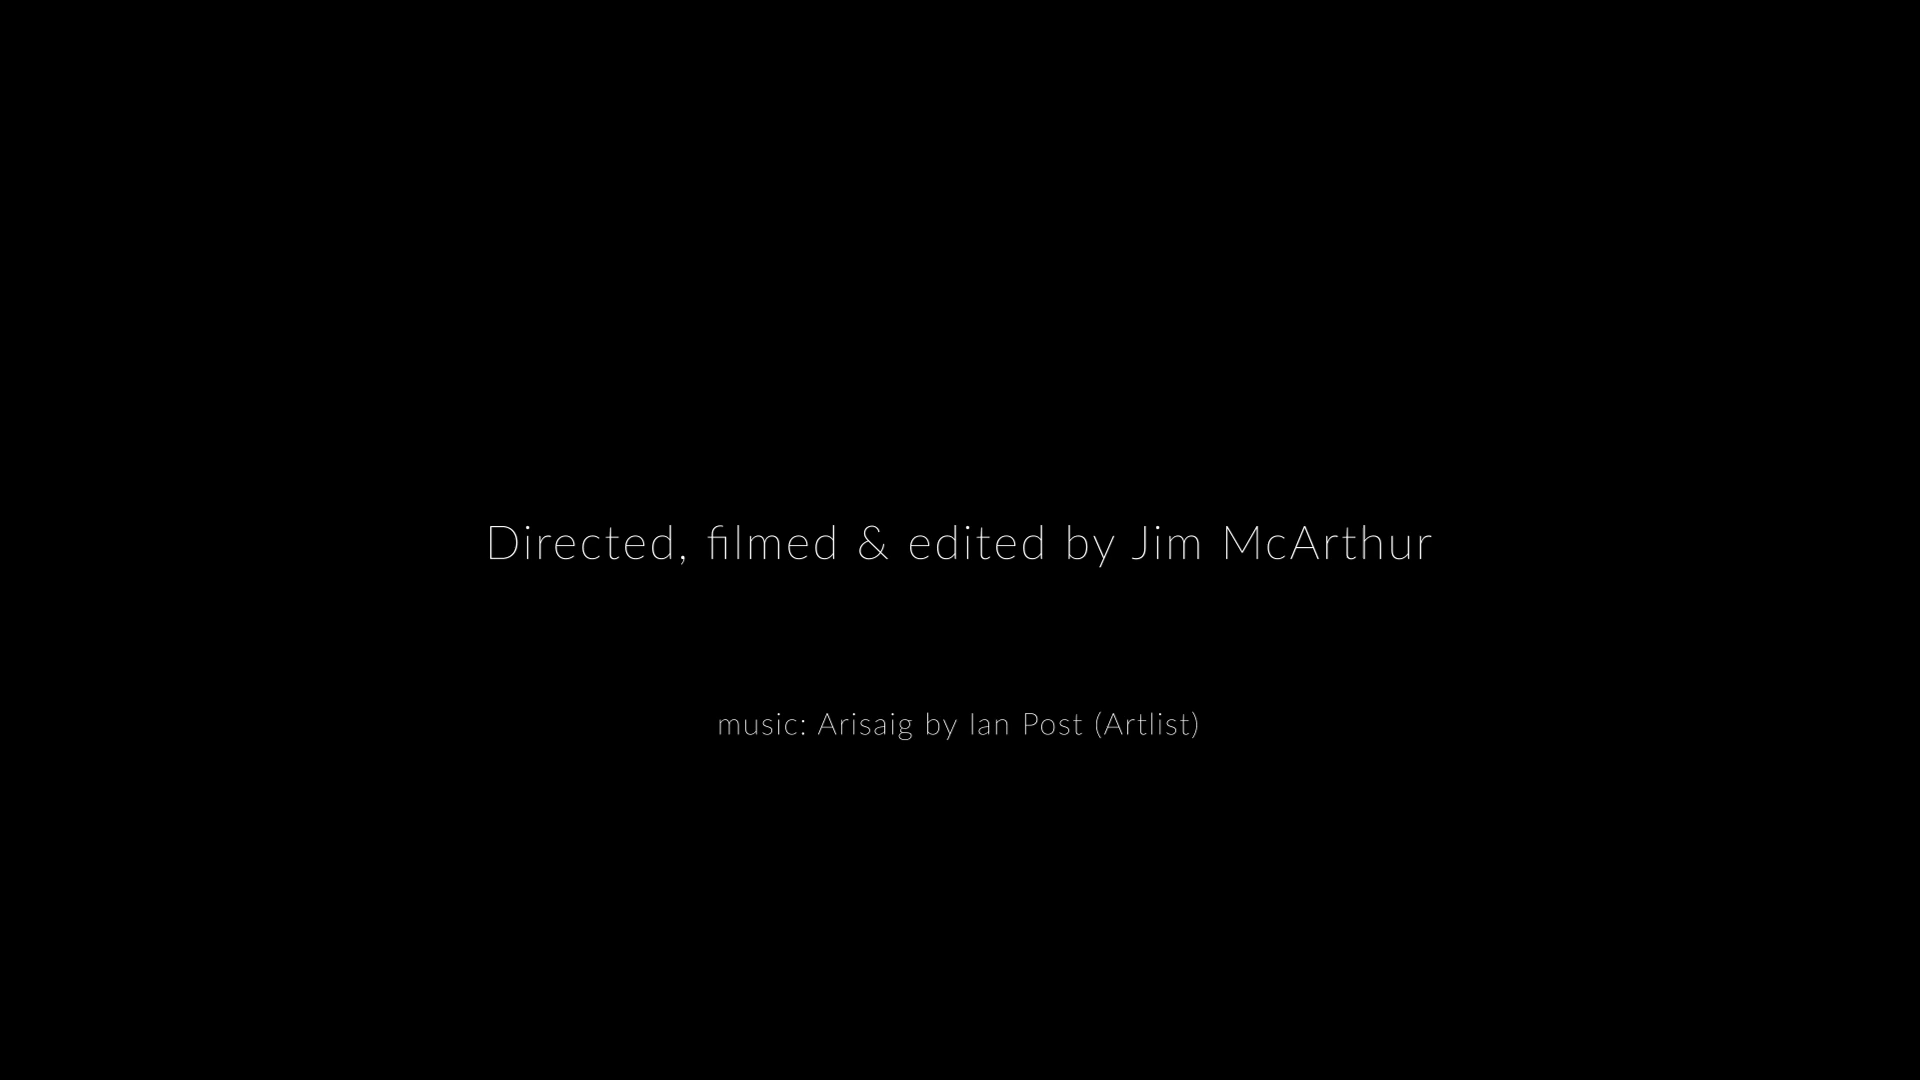 Directed, filmed & edited by Jim McArthur
music: Arisaig by Ian Post (Artlist)